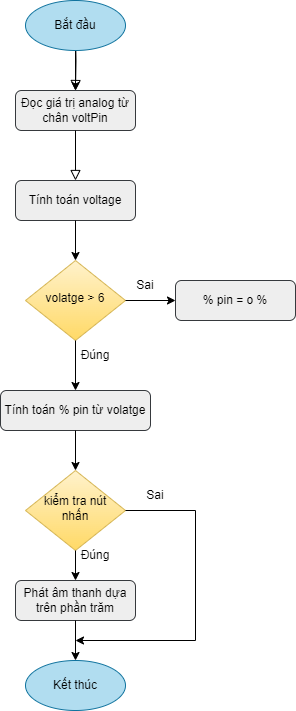 Bắt đầu
Đọc giá trị analog từ
chân voltPin
Tính toán voltage
volatge > 6
Sai
% pin = o %
Đúng
Tính toán % pin từ volatge
kiểm tra nút
nhấn
Sai
Đúng
Phát âm thanh dựa
trên phần trăm
Kết thúc